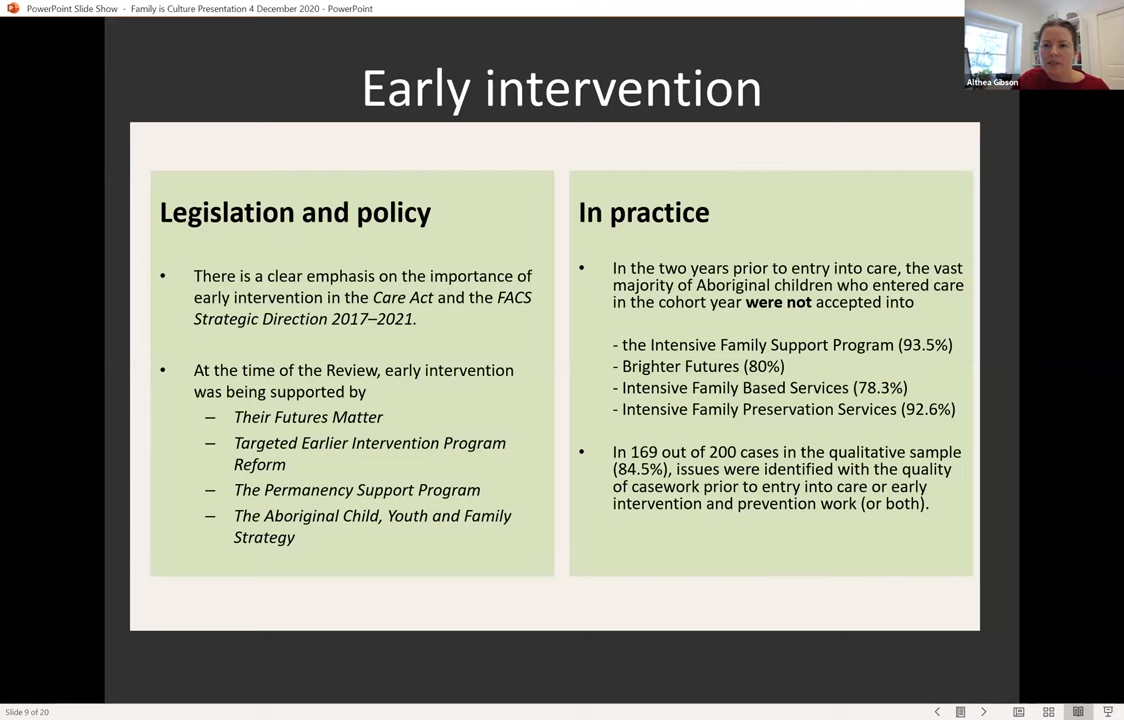 PowerPoint Slide Show - Family is Culture Presentation 4 December 2020 - PowerPoint
Althea Gibson
Early intervention
Legislation and policy
• There is a clear emphasis on the importance of
early intervention in the Care Act and the FACS
Strategic Direction 2017–2021.
• At the time of the Review, early intervention
was being supported by
– Their Futures Matter
– Targeted Earlier Intervention Program
Reform
– The Permanency Support Program
– The Aboriginal Child, Youth and Family
Strategy
In practice
• In the two years prior to entry into care, the vast
majority of Aboriginal children who entered care
in the cohort year were not accepted into
- the Intensive Family Support Program (93.5%)
- Brighter Futures (80%)
- Intensive Family Based Services (78.3%)
- Intensive Family Preservation Services (92.6%)
• In 169 out of 200 cases in the qualitative sample
(84.5%), issues were identified with the quality
of casework prior to entry into care or early
intervention and prevention work (or both).
Slide 9 of 20